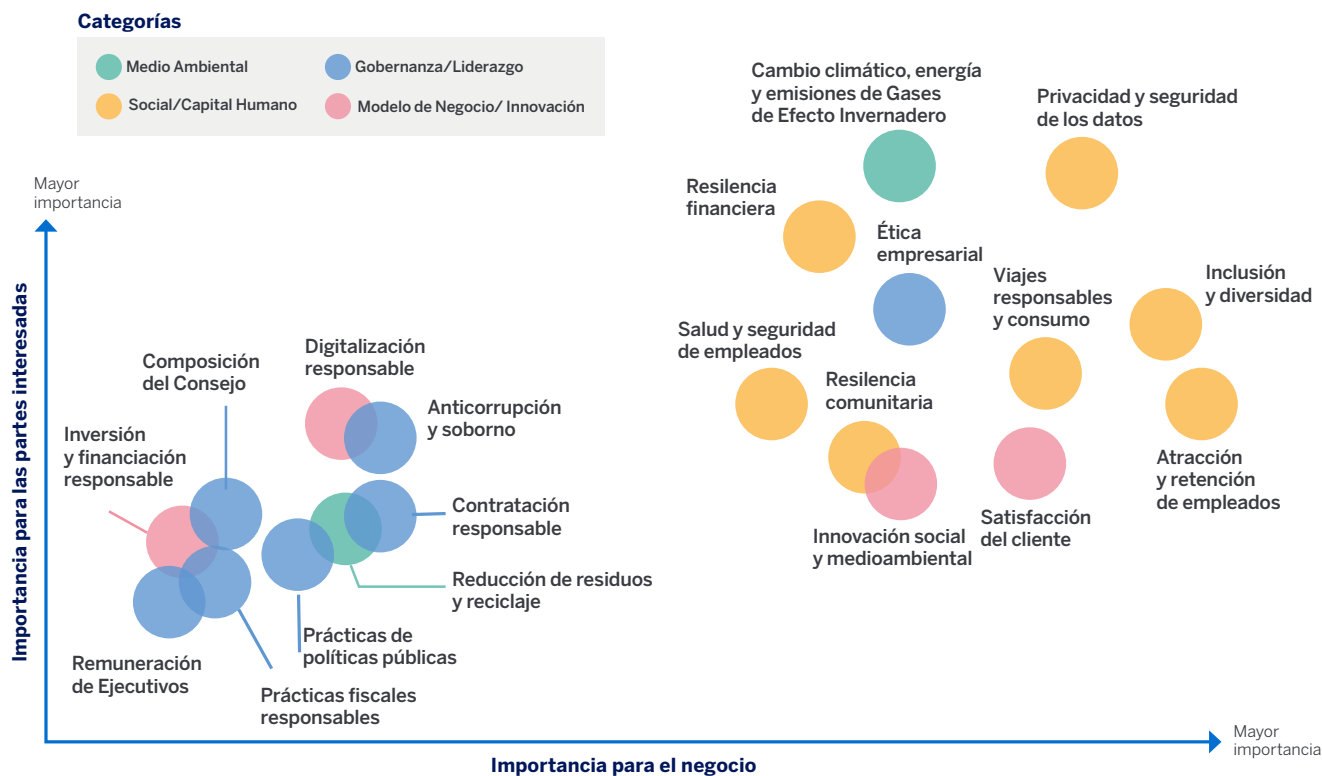 Categorías
Medio Ambiental
Gobernanza/Liderazgo
Social/Capital Humano
Modelo de Negocio/ Innovación
Mayor
importancia
Importancia para las partes interesadas
Cambio climático, energía
y emisiones de Gases
de Efecto Invernadero
Privacidad y seguridad
de los datos
Resilencia
financiera
Ética
empresarial
Viajes
responsables
y consumo
Inclusión
y diversidad
Salud y seguridad
de empleados
Resilencia
comunitaria
Atracción
y retención
de empleados
Innovación social
y medioambiental
Satisfacción
del cliente
Digitalización
responsable
Composición
del Consejo
Anticorrupción
y soborno
Inversión
y financiación
responsable
Contratación
responsable
Reducción de residuos
y reciclaje
Prácticas de
políticas públicas
Remuneración
de Ejecutivos
Prácticas fiscales
responsables
Mayor
importancia
Importancia para el negocio